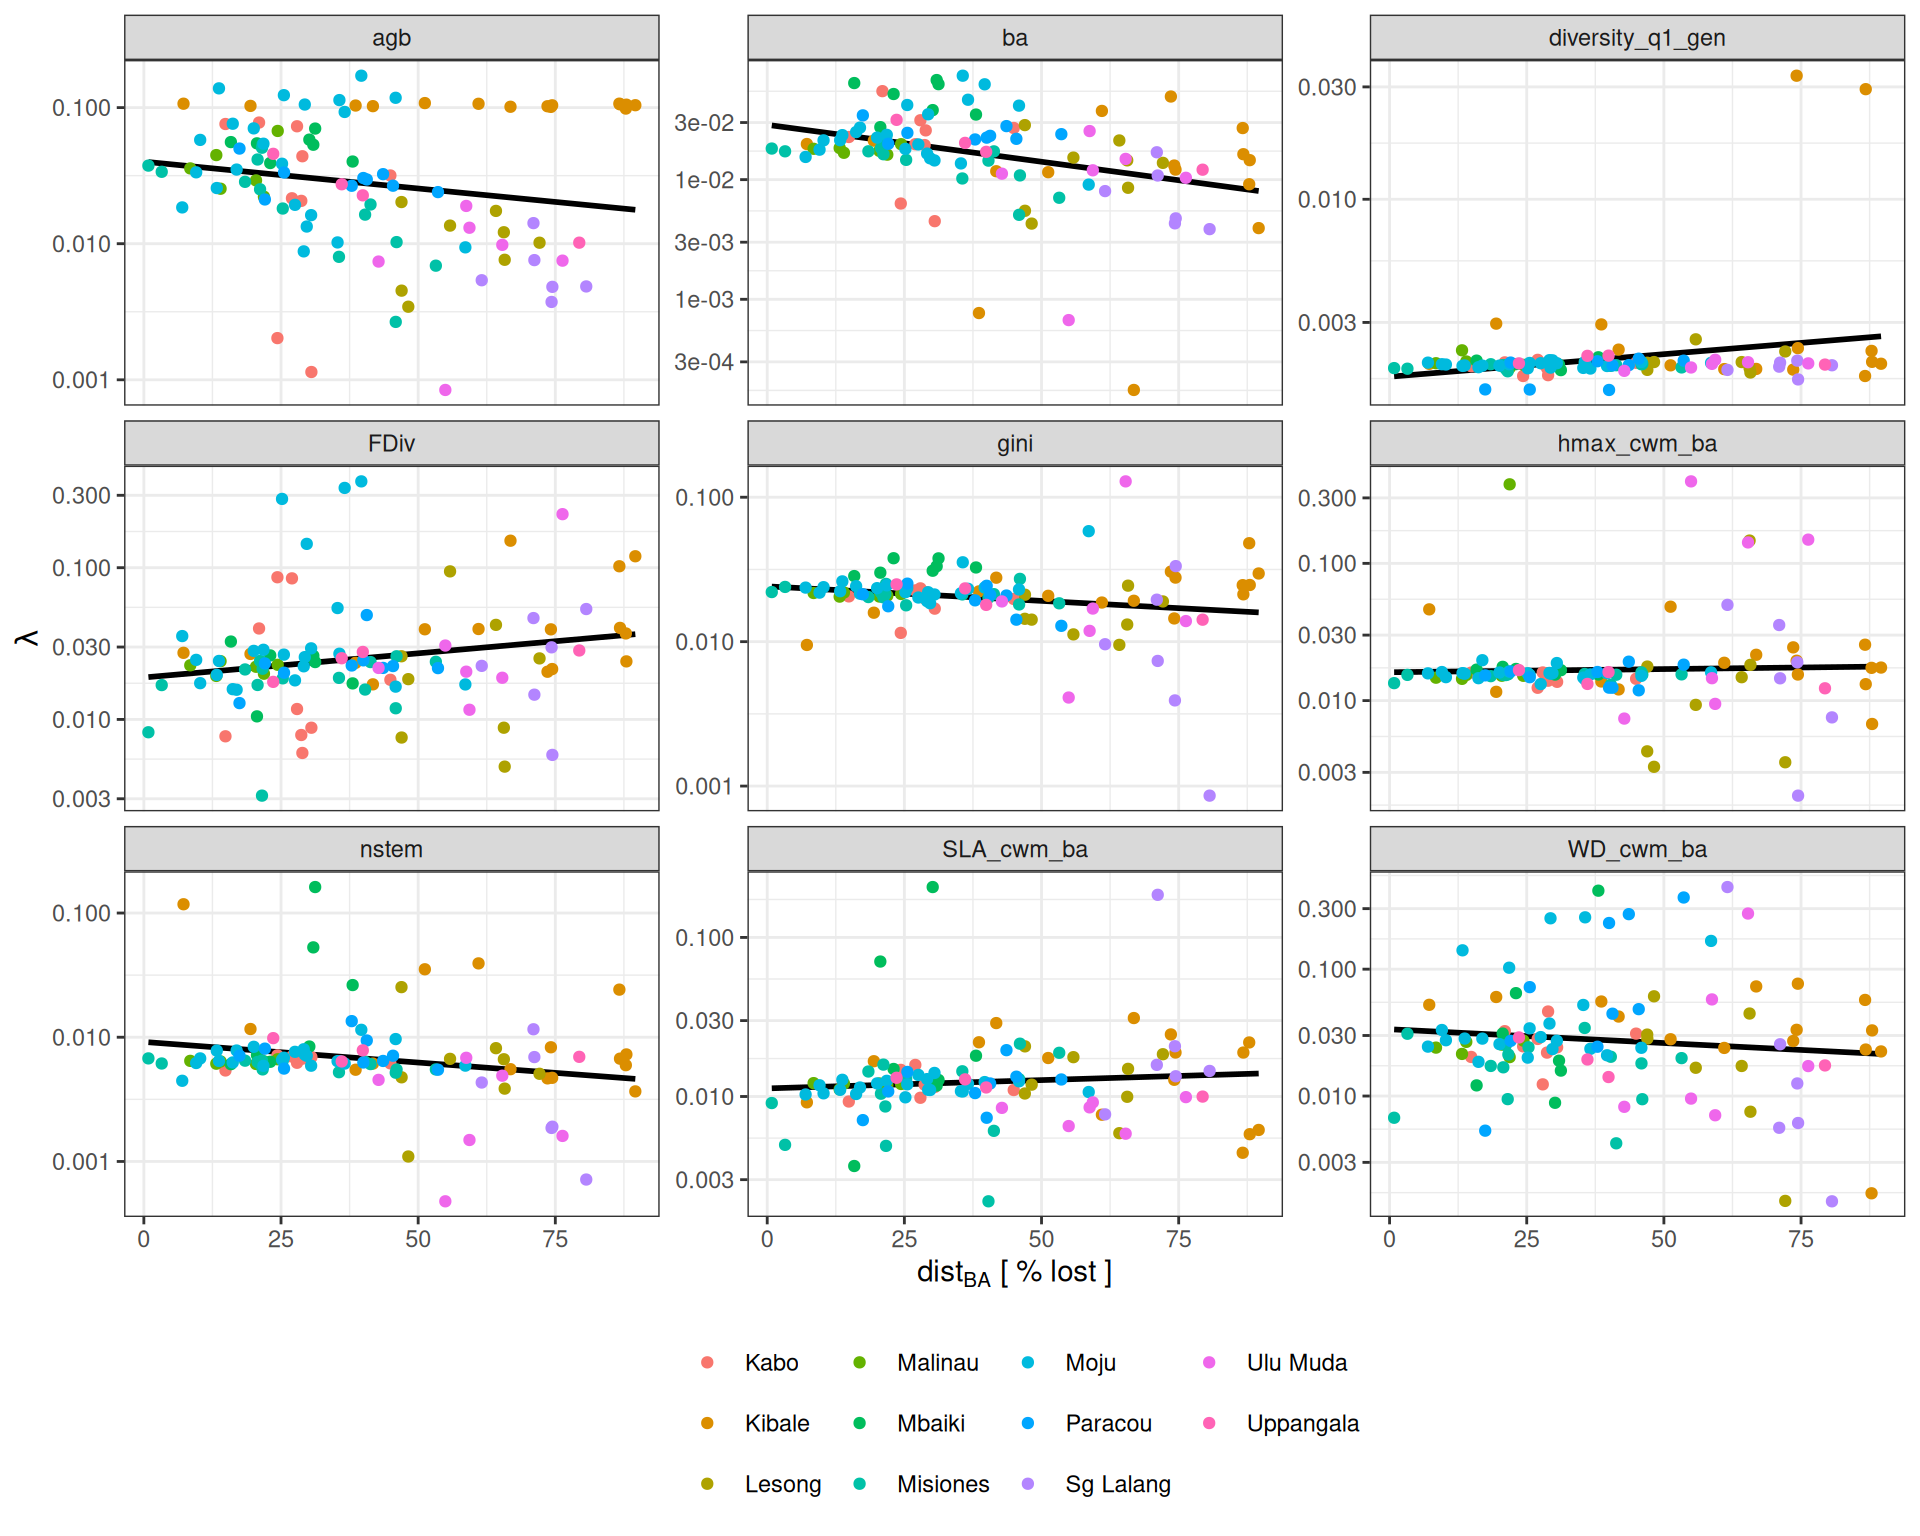 agb ba diversity_q1_gen
0.100
0.010
0.001
3e-02
1e-02
3e-03
1e-03
3e-04
0.030
0.010
0.003
FDiv gini hmax_cwm_ba
0.300
0.100
0.030
0.010
0.003
0.100
0.010
0.001
0.300
0.100
0.030
0.010
0.003
λ
nstem SLA_cwm_ba WD_cwm_ba
0.100
0.010
0.001
0.100
0.030
0.010
0.003
0.300
0.100
0.030
0.010
0.003
0 25 50 75 0 25 50 75 0 25 50 75
distBA [ % lost ]
Kabo Malinau Moju Ulu Muda
Kibale Mbaiki Paracou Uppangala
Lesong Misiones Sg Lalang